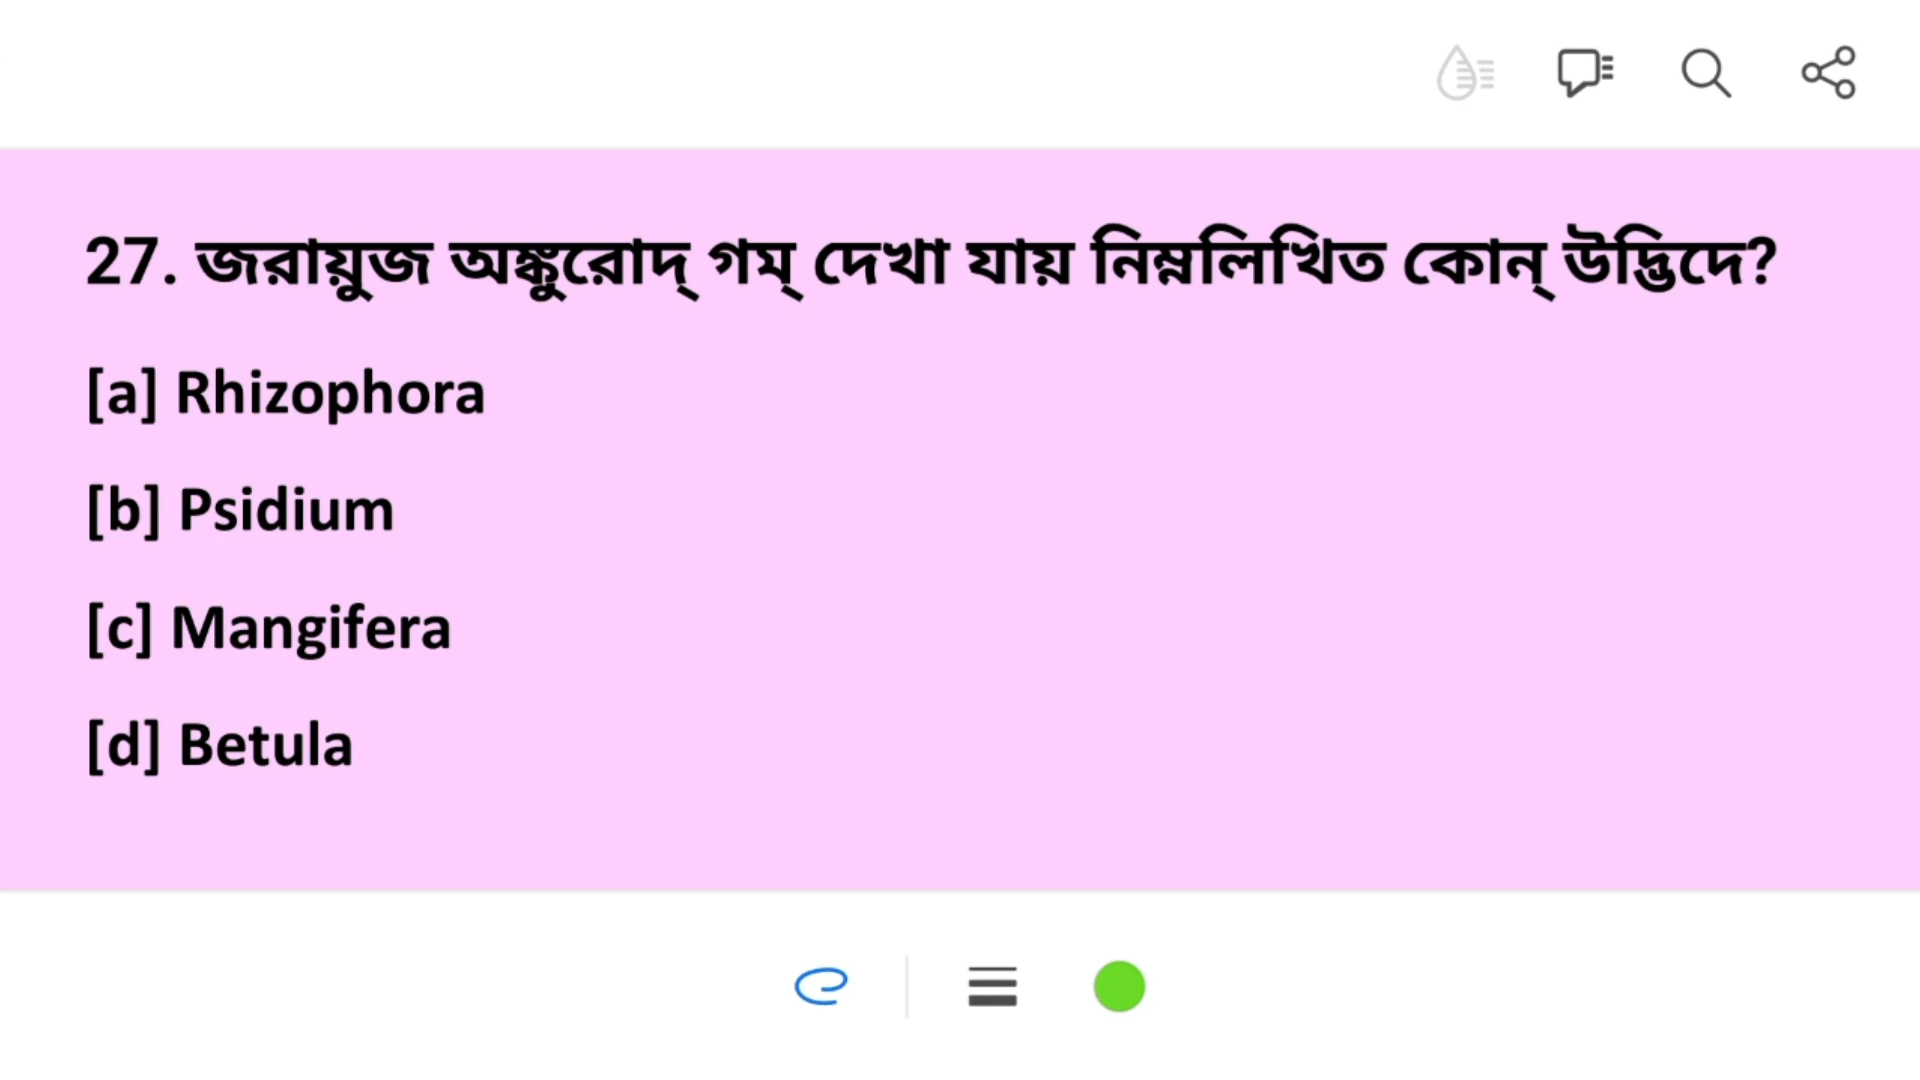 27. জরায়ুজ অঙ্কুরোদ্ গম্ দেখা যায় নিম্নলিখিত কোন্ উদ্ভিদে?
[a] Rhizophora
[b] Psidium
[c] Mangifera
[d] Betula